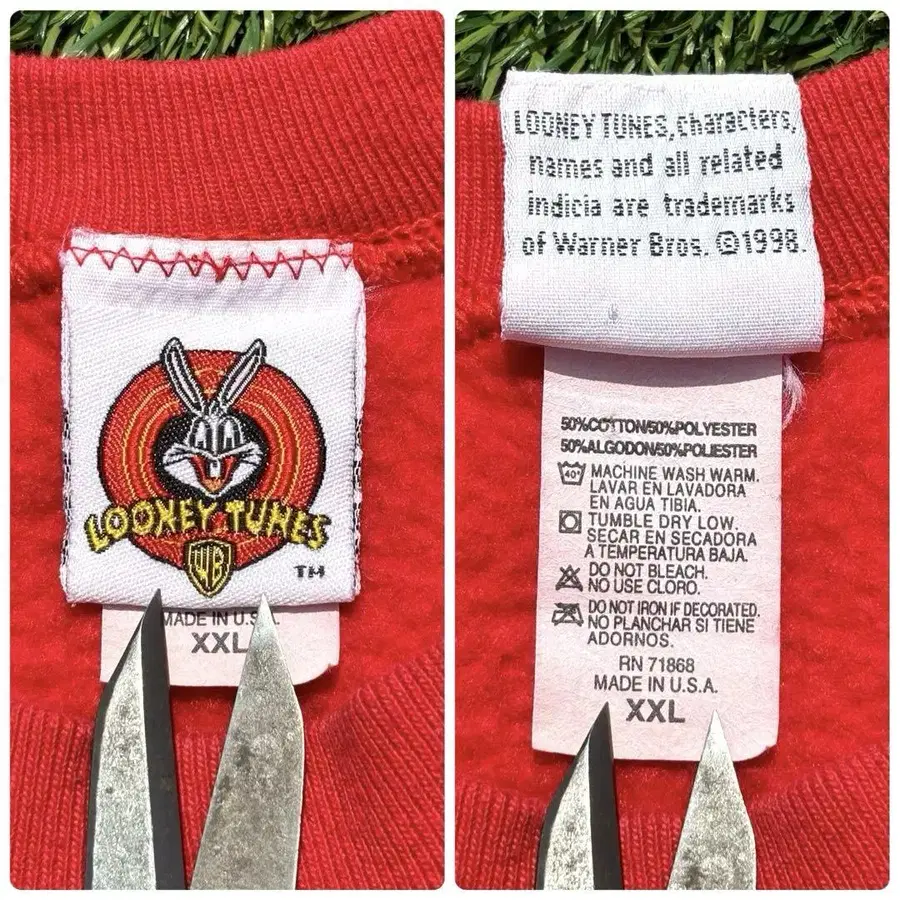 LOONEY TUNES
WB
TM
MADE IN U.S.A.
XXL
LOONEY TUNES, characters,
names and all related
indicia are trademarks
of Warner Bros. ©1998.
50%COTTON/50%POLYESTER
50%ALGODON/50%POLIESTER
40°
MACHINE WASH WARM.
LAVAR EN LAVADORA
EN AGUA TIBIA.
TUMBLE DRY LOW.
SECAR EN SECADORA
A TEMPERATURA BAJA.
DO NOT BLEACH.
NO USE CLORO.
DO NOT IRON IF DECORATED.
NO PLANCHAR SI TIENE
ADORNOS.
RN 71868
MADE IN U.S.A.
XXL